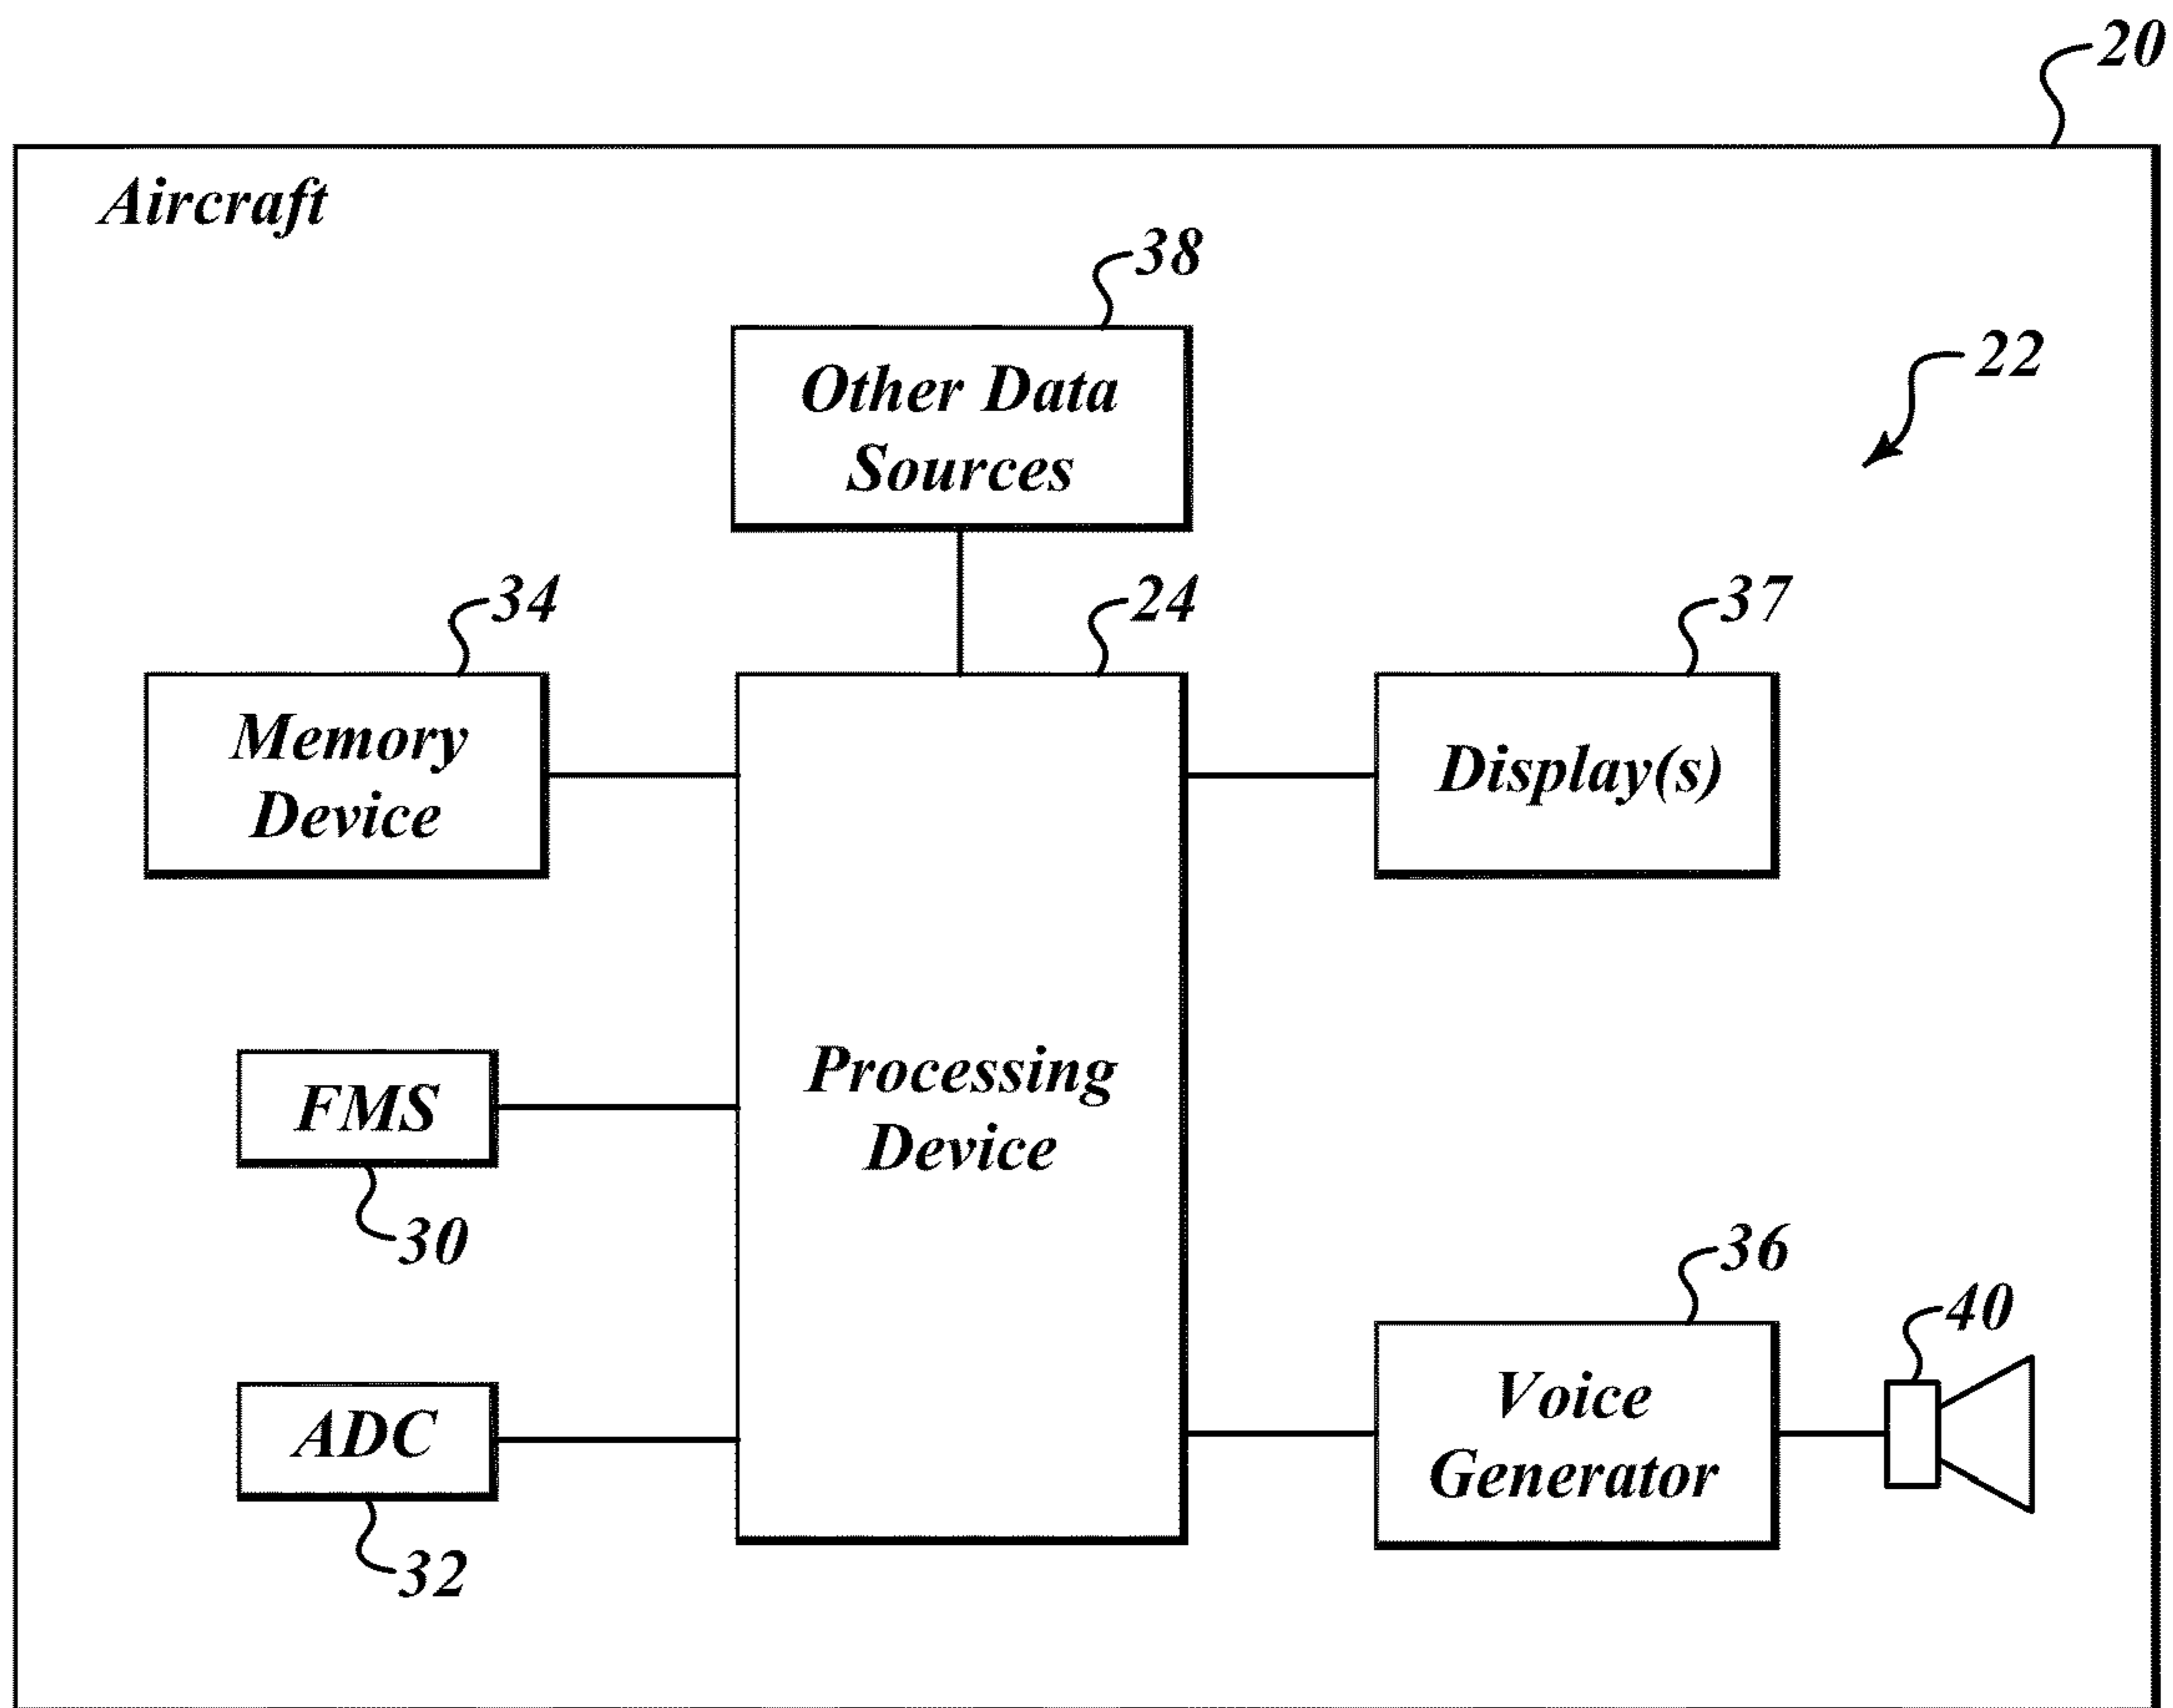 20
Aircraft
38
Other Data
Sources
22
34
Memory
Device
24
37
Display(s)
Processing
Device
FMS
30
36
40
Voice
Generator
ADC
32